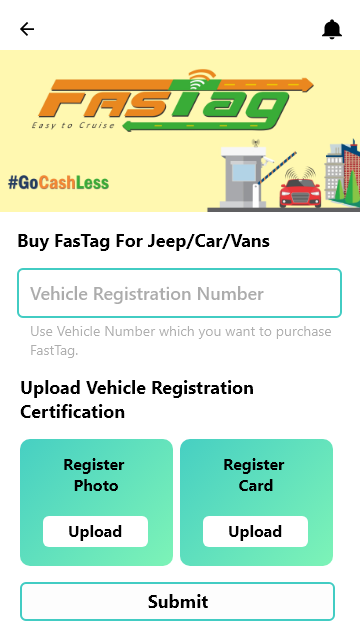 FASTag
Easy to Cruise
#GoCashLess
Buy FasTag For Jeep/Car/Vans
Vehicle Registration Number
Use Vehicle Number which you want to purchase
FastTag.
Upload Vehicle Registration
Certification
Register
Photo
Register
Card
Upload
Upload
Submit